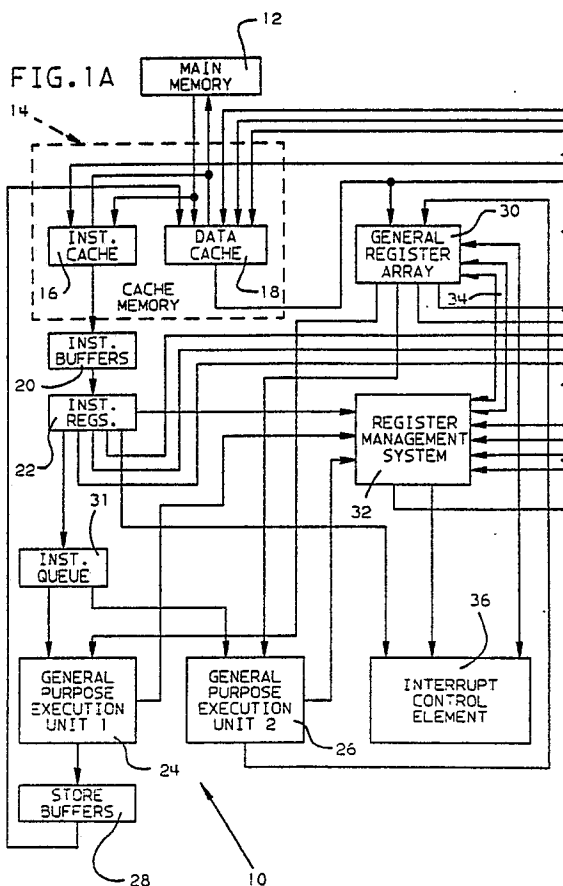 FIG.1A
12
MAIN
MEMORY
14
INST.
CACHE
16
DATA
CACHE
18
CACHE
MEMORY
30
GENERAL
REGISTER
ARRAY
34
INST.
BUFFERS
20
INST.
REGS.
22
REGISTER
MANAGEMENT
SYSTEM
32
31
INST.
QUEUE
GENERAL
PURPOSE
EXECUTION
UNIT 1
24
GENERAL
PURPOSE
EXECUTION
UNIT 2
26
36
INTERRUPT
CONTROL
ELEMENT
STORE
BUFFERS
28
10